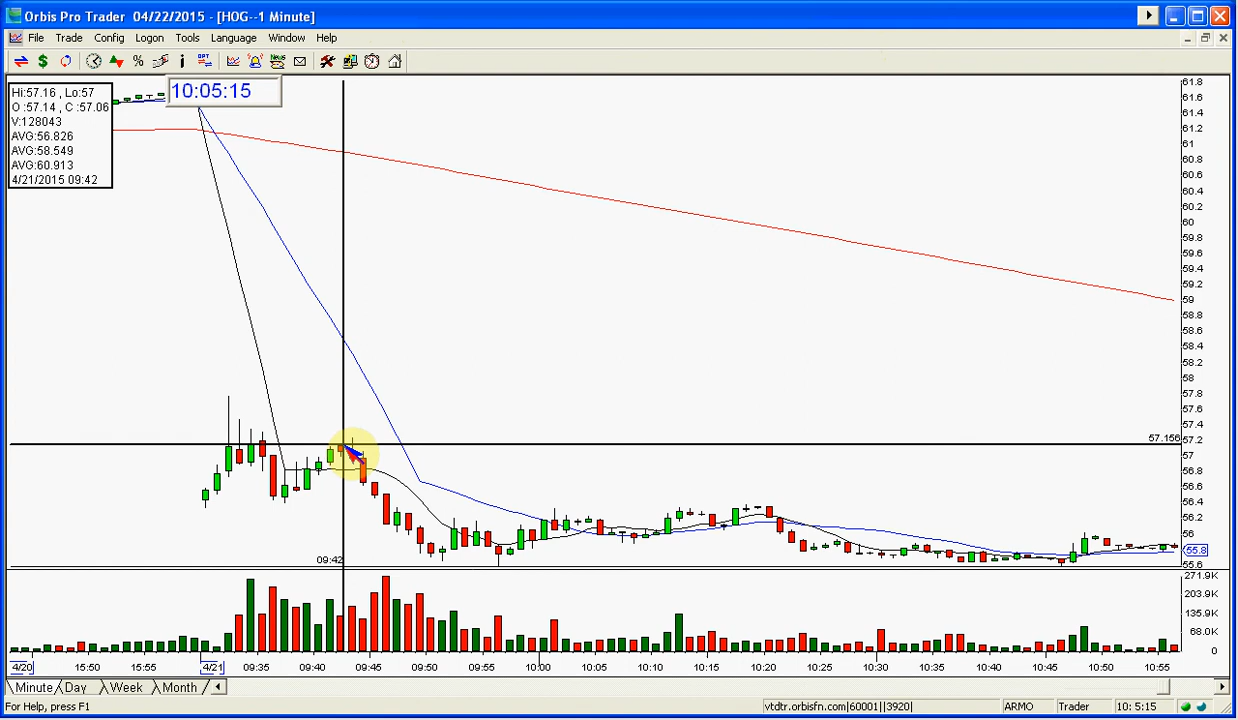 Orbis Pro Trader 04/22/2015 - [HOG--1 Minute]
File Trade Config Logon Tools Language Window Help
10:05:15
Hi:57.16 , Lo:57
O :57.14 , C :57.06
V:128043
AVG:56.826
AVG:58.549
AVG:60.913
4/21/2015 09:42
61.8
61.6
61.4
61.2
61
60.8
60.6
60.4
60.2
60
59.8
59.6
59.4
59.2
59
58.8
58.6
58.4
58.2
58
57.8
57.6
57.4
57.156
57.2
57
56.8
56.6
56.4
56.2
56
55.8
55.6
09:42
271.9K
203.9K
135.9K
68.0K
0
4/20 15:50 15:55 4/21 09:35 09:40 09:45 09:50 09:55 10:00 10:05 10:10 10:15 10:20 10:25 10:30 10:35 10:40 10:45 10:50 10:55
Minute Day Week Month
For Help, press F1 vtdtr.orbisfn.com|60001||3920| ARMO Trader 10: 5:15